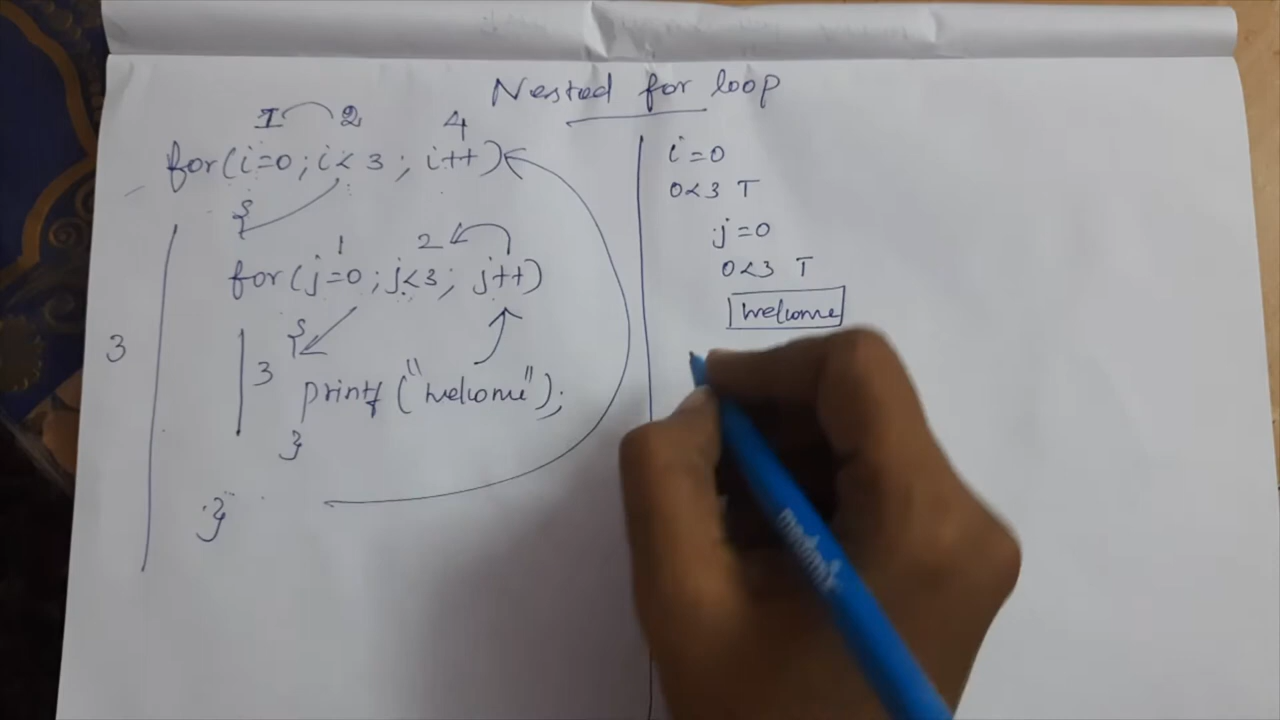 Nested for loop
1 2 4
for(i=0; i<3; i++)
{
1 2
for(j=0; j<3; j++)
{
3
3
printf("welcome");
}
}
i=0
0<3 T
j=0
0<3 T
welcome